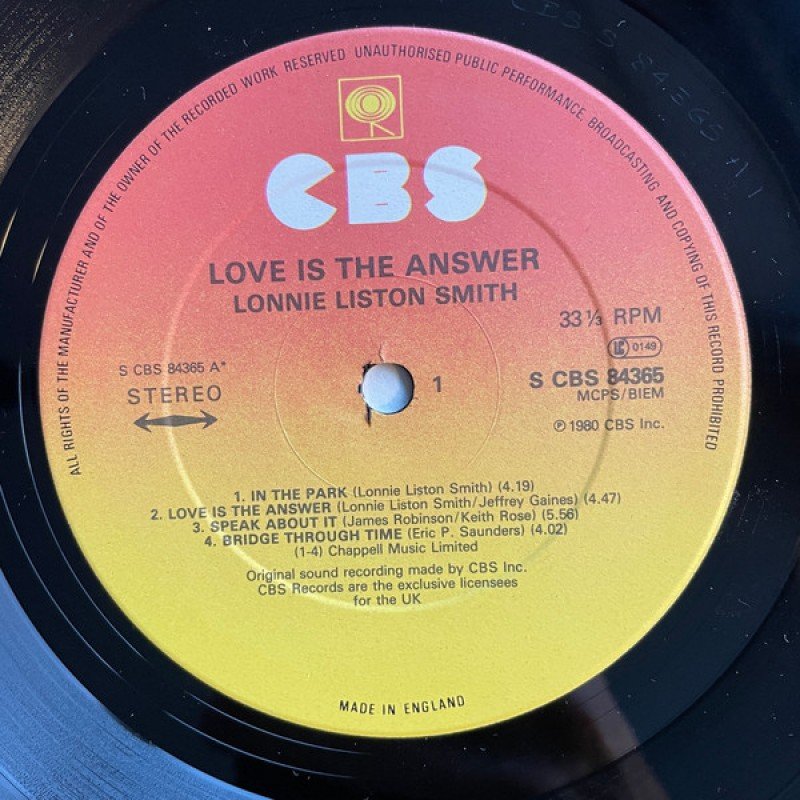 ALL RIGHTS OF THE MANUFACTURER AND OF THE OWNER OF THE RECORDED WORK RESERVED UNAUTHORISED PUBLIC PERFORMANCE, BROADCASTING AND COPYING OF THIS RECORD PROHIBITED
CBS
LOVE IS THE ANSWER
LONNIE LISTON SMITH
33⅓ RPM
LC 0149
S CBS 84365 A*
STEREO
1
S CBS 84365
MCPS/BIEM
℗ 1980 CBS Inc.
1. IN THE PARK (Lonnie Liston Smith) (4.19)
2. LOVE IS THE ANSWER (Lonnie Liston Smith/Jeffrey Gaines) (4.47)
3. SPEAK ABOUT IT (James Robinson/Keith Rose) (5.56)
4. BRIDGE THROUGH TIME (Eric P. Saunders) (4.02)
(1-4) Chappell Music Limited
Original sound recording made by CBS Inc.
CBS Records are the exclusive licensees
for the UK
MADE IN ENGLAND
CBS S 84365 A1